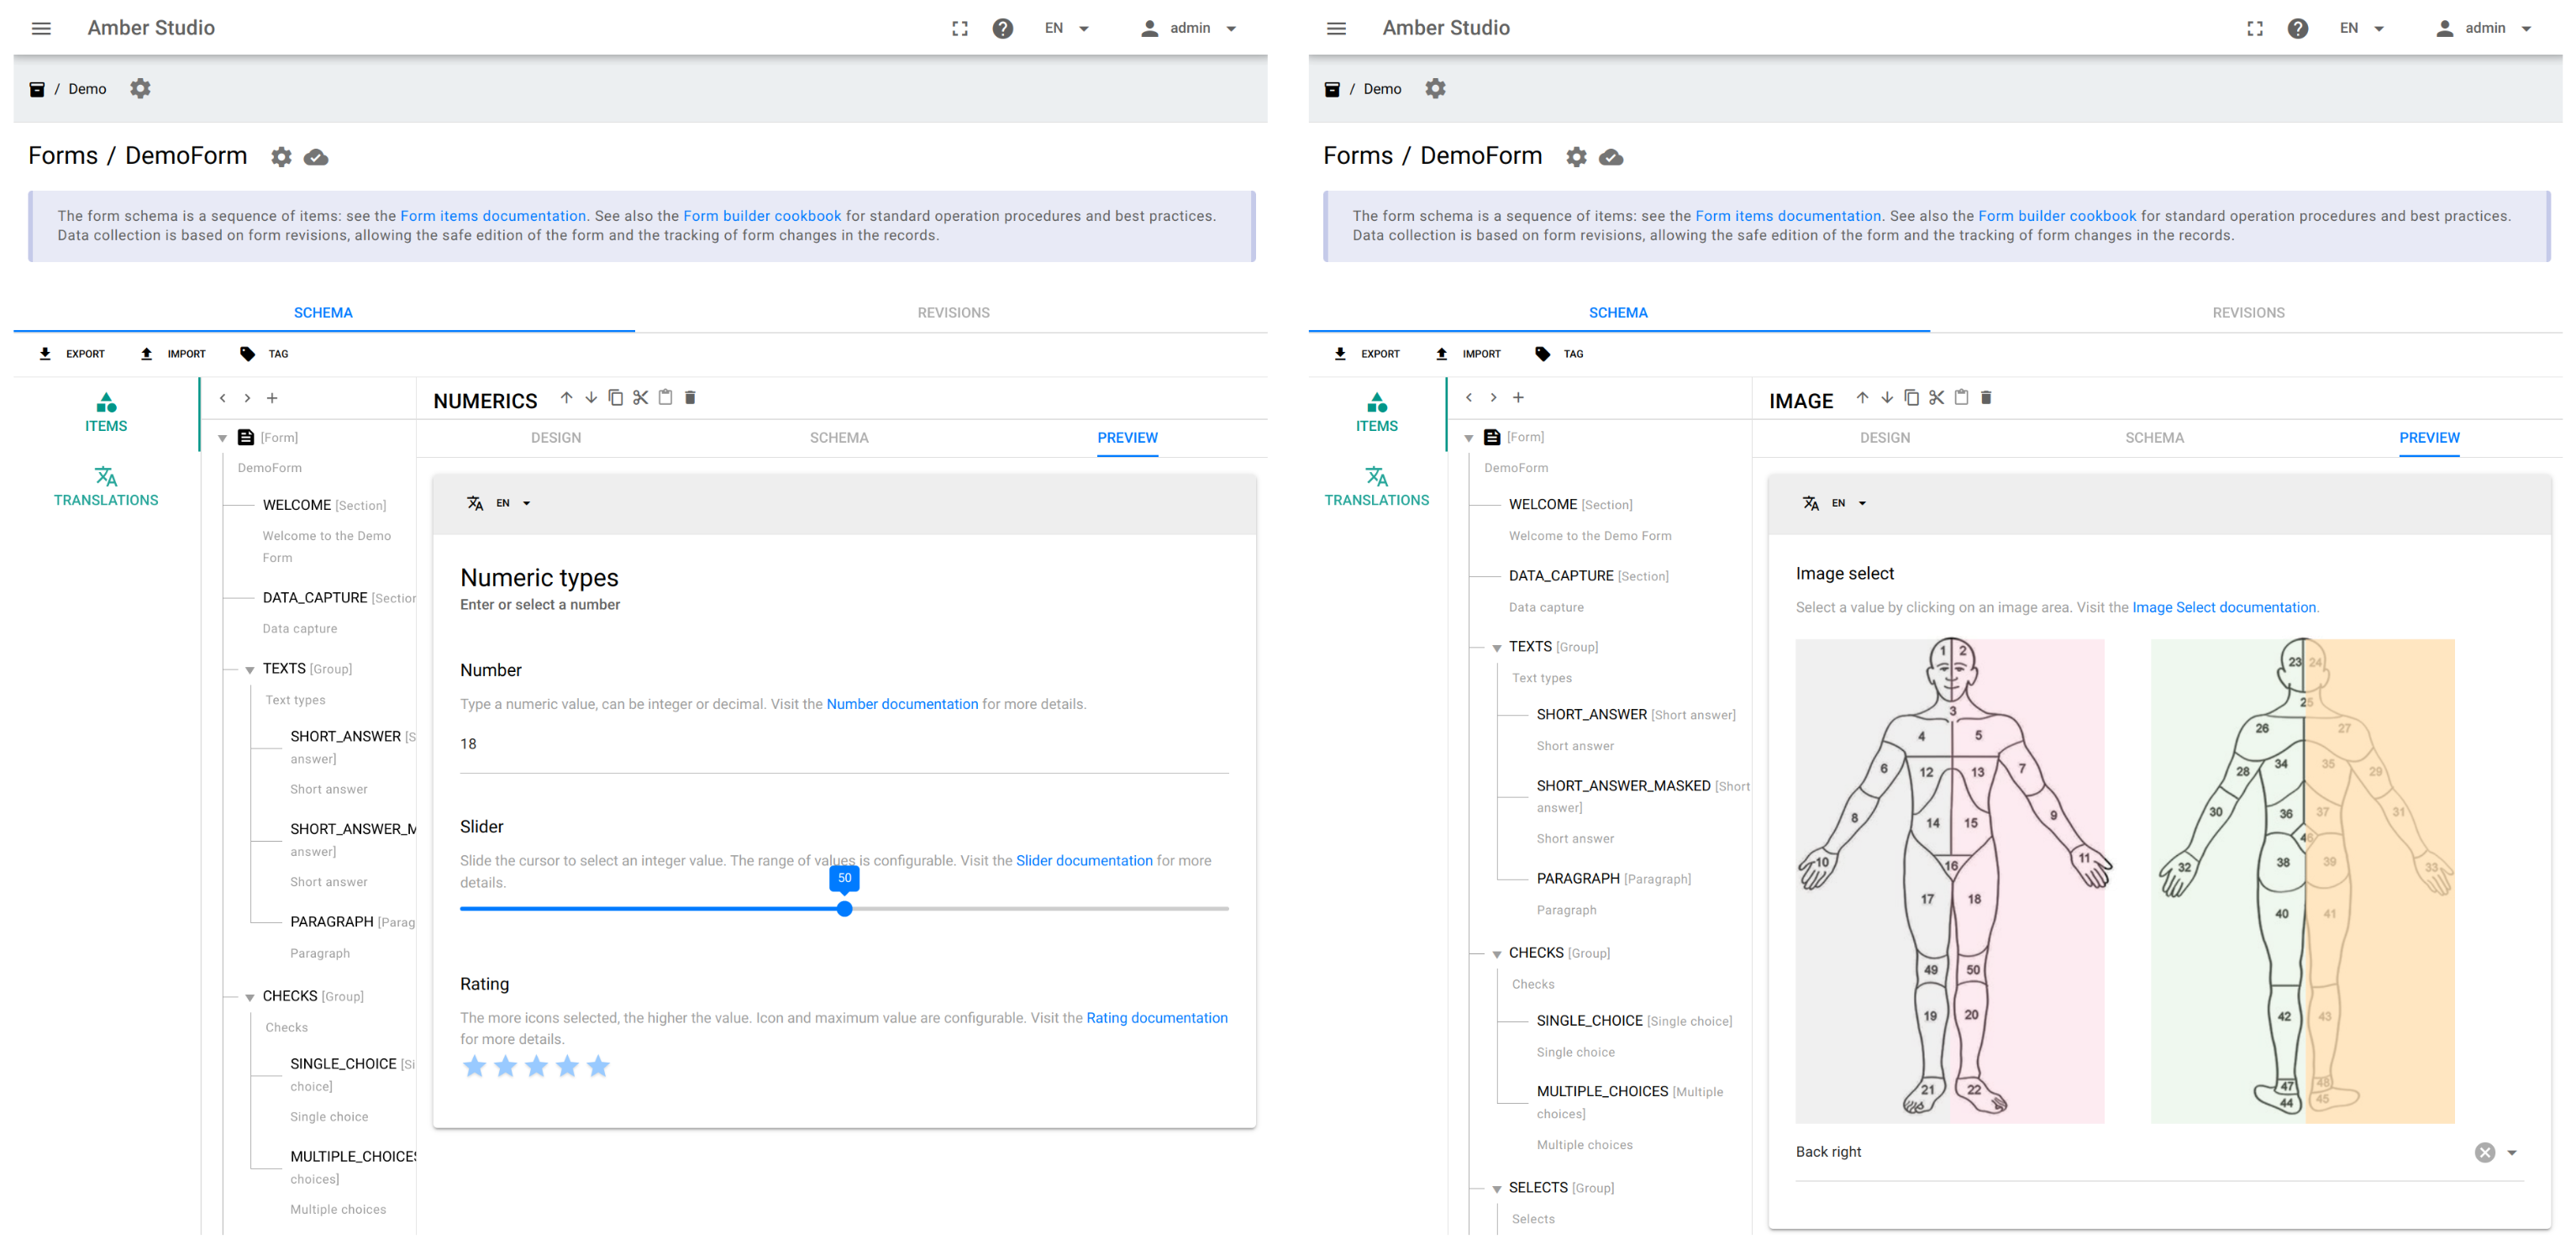 Amber Studio
EN
admin
/ Demo
Forms / DemoForm
The form schema is a sequence of items: see the Form items documentation. See also the Form builder cookbook for standard operation procedures and best practices.
Data collection is based on form revisions, allowing the safe edition of the form and the tracking of form changes in the records.
SCHEMA
REVISIONS
EXPORT
IMPORT
TAG
ITEMS
TRANSLATIONS
[Form]
DemoForm
WELCOME [Section]
Welcome to the Demo
Form
DATA_CAPTURE [Section
Data capture
TEXTS [Group]
Text types
SHORT_ANSWER [S
answer]
Short answer
SHORT_ANSWER_M
answer]
Short answer
PARAGRAPH [Parag
Paragraph
CHECKS [Group]
Checks
SINGLE_CHOICE [Si
choice]
Single choice
MULTIPLE_CHOICES
choices]
Multiple choices
NUMERICS
DESIGN
SCHEMA
PREVIEW
EN
Numeric types
Enter or select a number
Number
Type a numeric value, can be integer or decimal. Visit the Number documentation for more details.
18
Slider
Slide the cursor to select an integer value. The range of values is configurable. Visit the Slider documentation for more
details.
50
Rating
The more icons selected, the higher the value. Icon and maximum value are configurable. Visit the Rating documentation
for more details.
Amber Studio
EN
admin
/ Demo
Forms / DemoForm
The form schema is a sequence of items: see the Form items documentation. See also the Form builder cookbook for standard operation procedures and best practices.
Data collection is based on form revisions, allowing the safe edition of the form and the tracking of form changes in the records.
SCHEMA
REVISIONS
EXPORT
IMPORT
TAG
ITEMS
TRANSLATIONS
[Form]
DemoForm
WELCOME [Section]
Welcome to the Demo Form
DATA_CAPTURE [Section]
Data capture
TEXTS [Group]
Text types
SHORT_ANSWER [Short answer]
Short answer
SHORT_ANSWER_MASKED [Short
answer]
Short answer
PARAGRAPH [Paragraph]
Paragraph
CHECKS [Group]
Checks
SINGLE_CHOICE [Single choice]
Single choice
MULTIPLE_CHOICES [Multiple
choices]
Multiple choices
SELECTS [Group]
Selects
IMAGE
DESIGN
SCHEMA
PREVIEW
EN
Image select
Select a value by clicking on an image area. Visit the Image Select documentation.
1 2
3
4 5
6 12 13 7
8 14 15 9
10 16 11
17 18
49 50
19 20
21 22
23 24
25
26 27
28 34 35 29
30 36 37 31
32 38 39 33
40 41
42 43
47 48
44 45
Back right